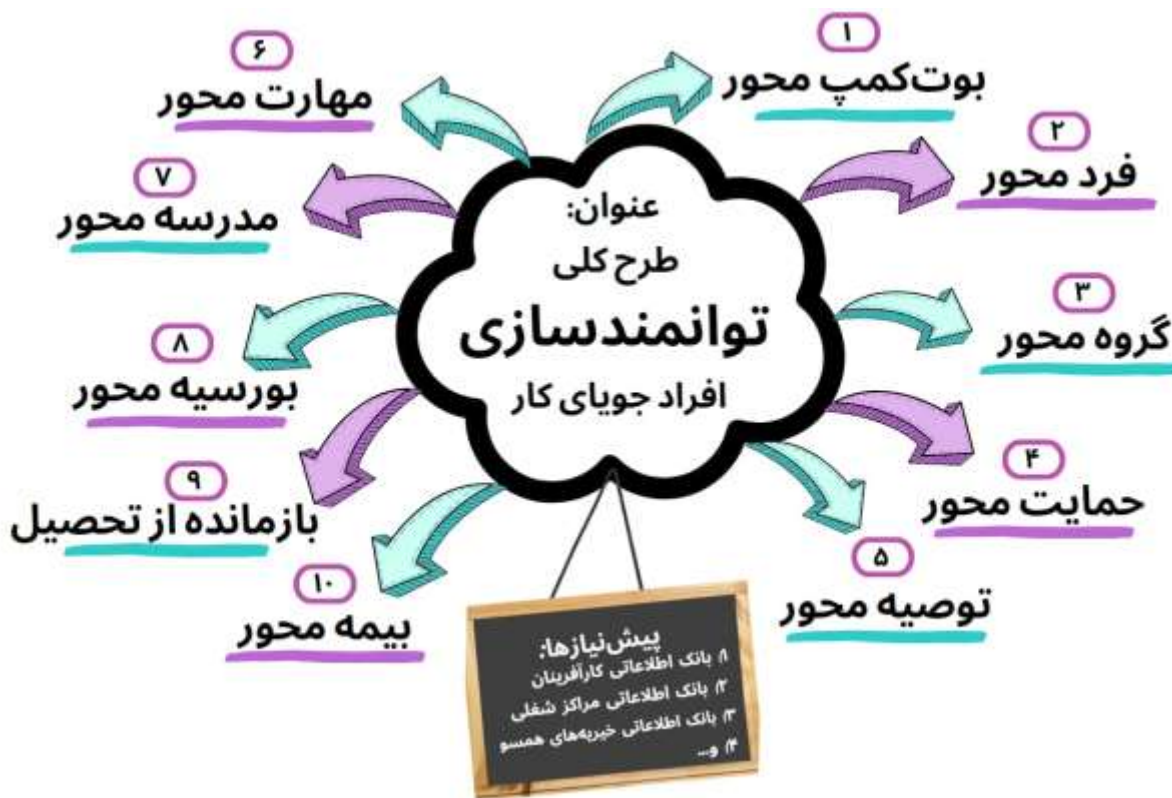 عنوان:
طرح کلی
توانمندسازی
افراد جویای کار
۱
بوت‌کمپ محور
۲
فرد محور
۳
گروه محور
۴
حمایت محور
۵
توصیه محور
۶
مهارت محور
۷
مدرسه محور
۸
بورسیه محور
۹
بازمانده از تحصیل
۱۰
بیمه محور
پیش‌نیازها:
۱/ بانک اطلاعاتی کارآفرینان
۲/ بانک اطلاعاتی مراکز شغلی
۳/ بانک اطلاعاتی خیریه‌های همسو
۴/ و...